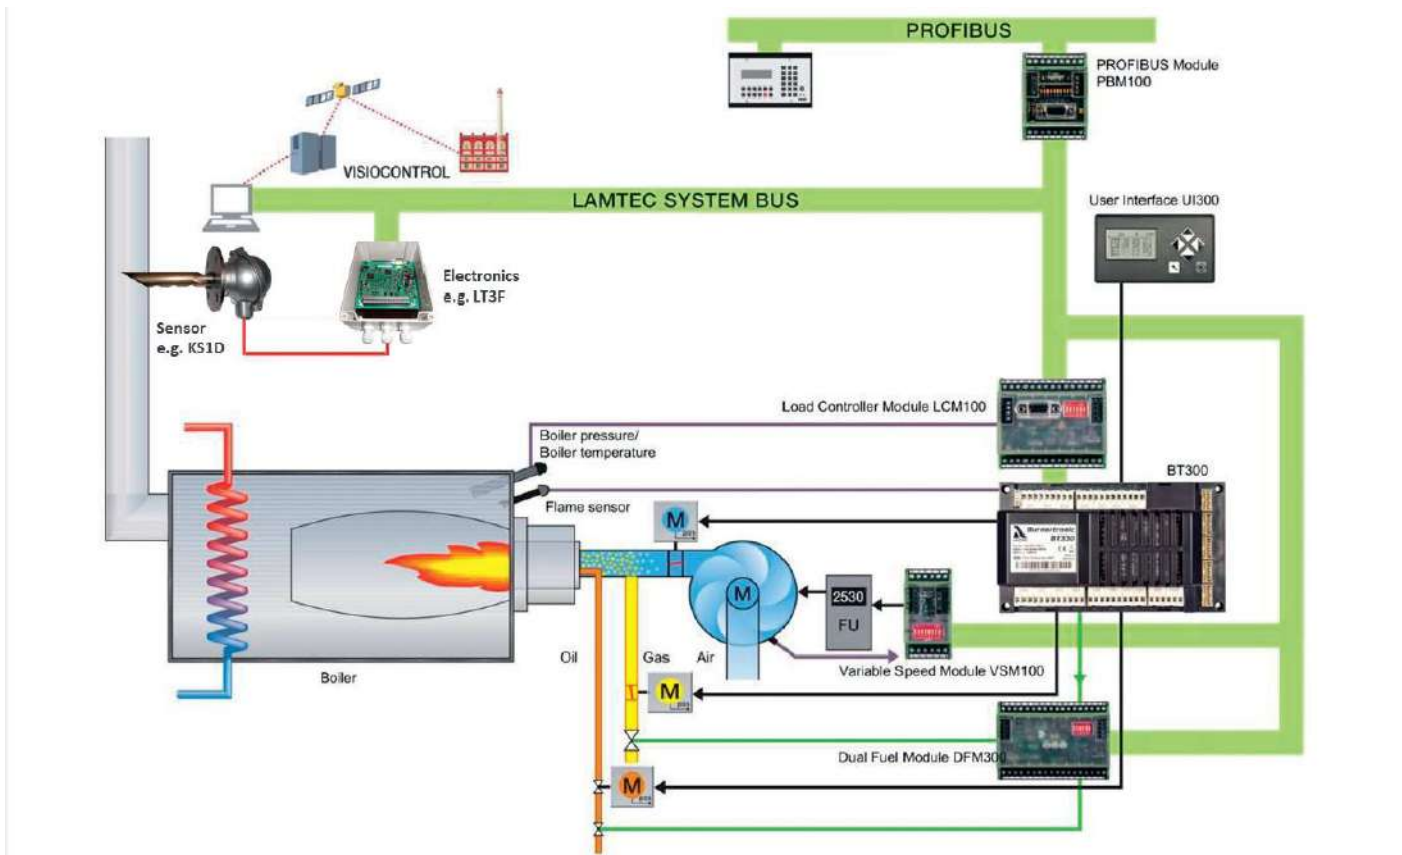 PROFIBUS
PROFIBUS Module
PBM100
VISIOCONTROL
LAMTEC SYSTEM BUS
User Interface UI300
Electronics
e.g. LT3F
Sensor
e.g. KS1D
Load Controller Module LCM100
Boiler pressure/
Boiler temperature
BT300
Flame sensor
M
M
2530
FU
Oil
Gas
Air
Boiler
Variable Speed Module VSM100
M
Dual Fuel Module DFM300
M